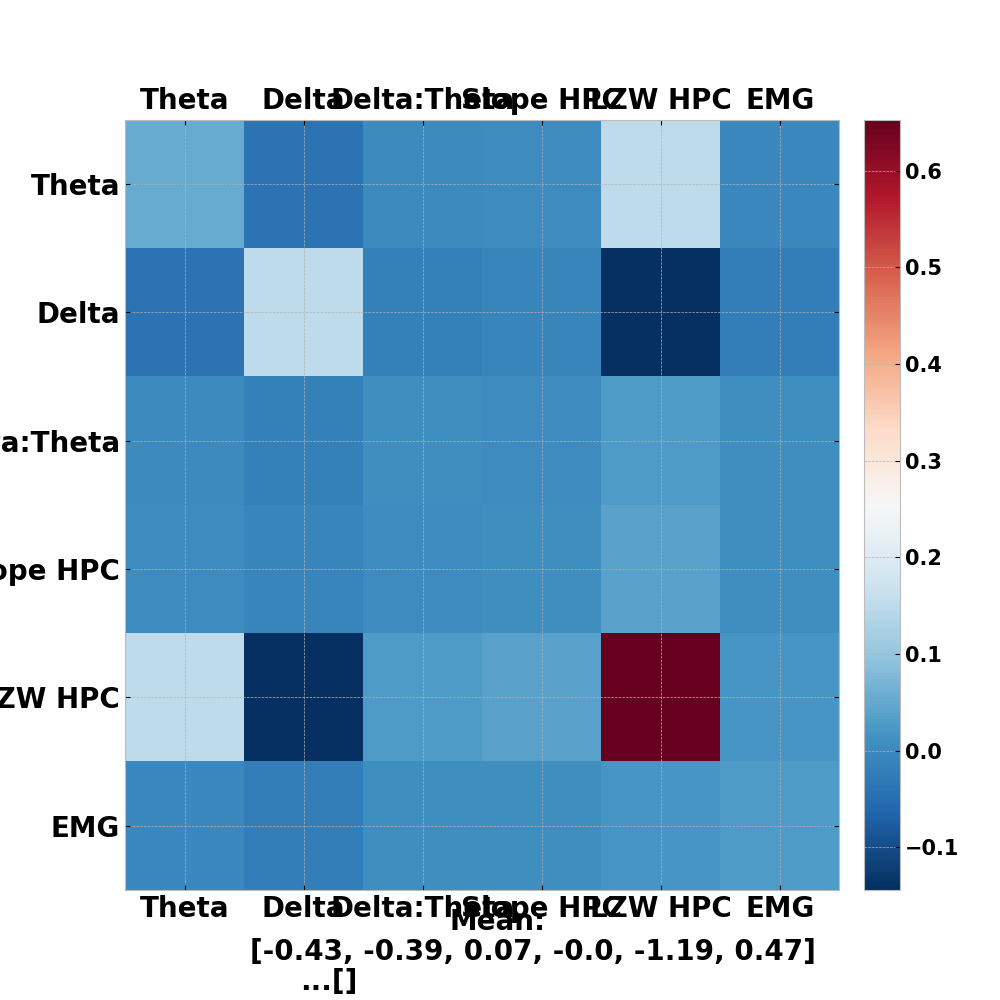 Theta Delta Delta:Theta Slope HPC LZW HPC EMG
Theta
0.6
0.5
Delta
0.4
a:Theta
0.3
0.2
ope HPC
0.1
ZW HPC
0.0
EMG
−0.1
Theta Delta Delta:Theta Slope HPC LZW HPC EMG
Mean:
[-0.43, -0.39, 0.07, -0.0, -1.19, 0.47]
...[]